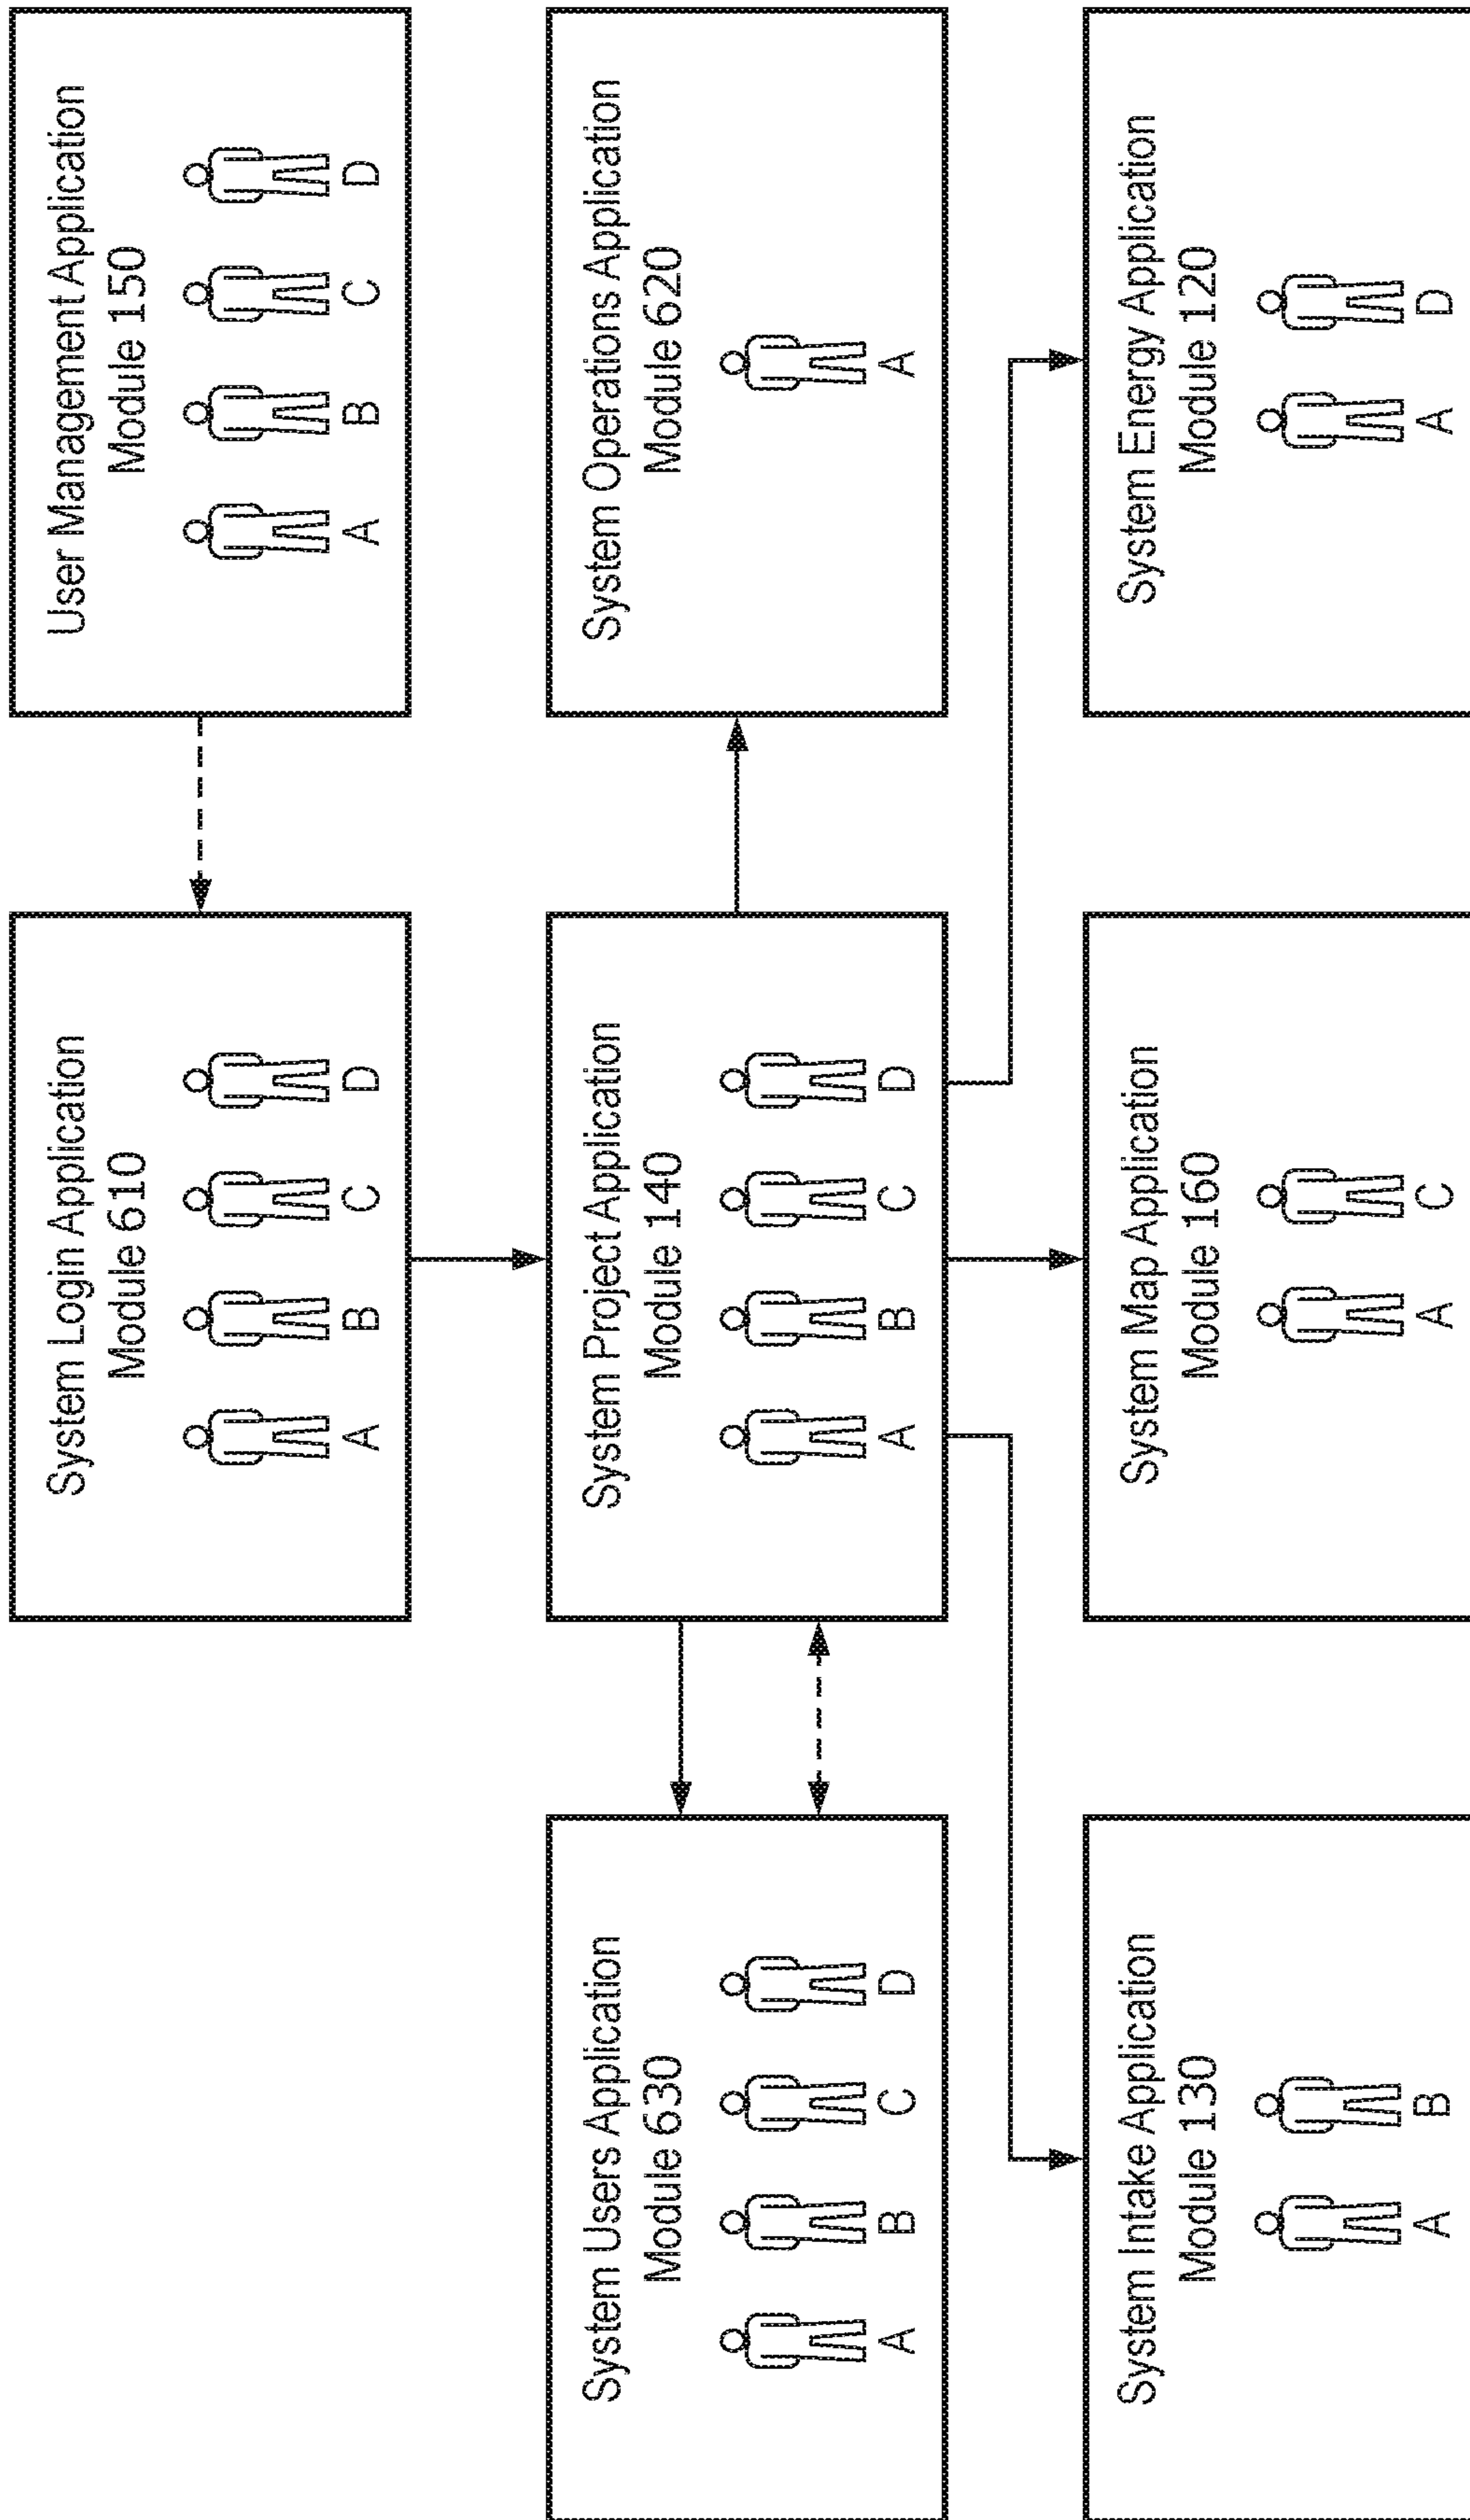 System Login Application
Module 610
A B C D
User Management Application
Module 150
A B C D
System Users Application
Module 630
A B C D
System Project Application
Module 140
A B C D
System Operations Application
Module 620
A
System Intake Application
Module 130
A B
System Map Application
Module 160
A C
System Energy Application
Module 120
A D